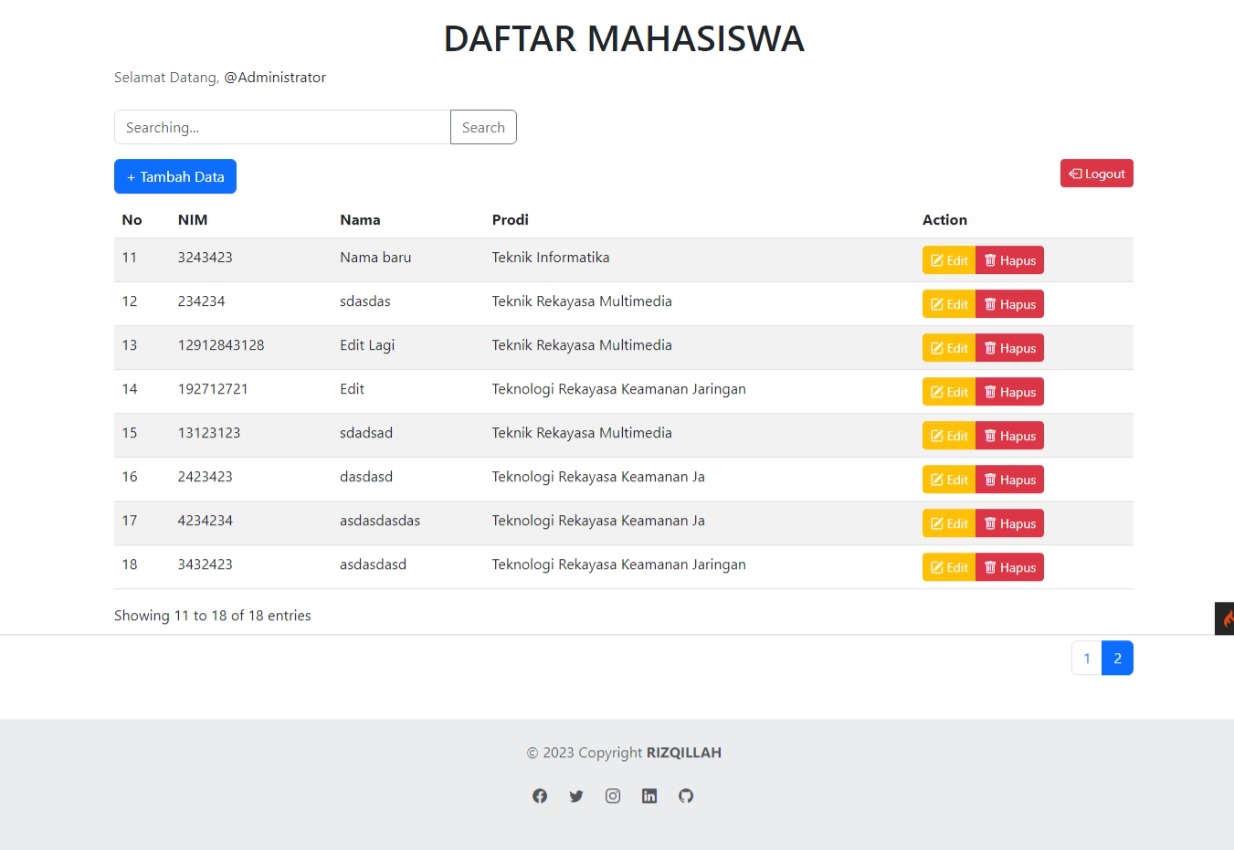 DAFTAR MAHASISWA
Selamat Datang, @Administrator
Searching... Search
+ Tambah Data Logout
No NIM Nama Prodi Action
11 3243423 Nama baru Teknik Informatika Edit Hapus
12 234234 sdasdas Teknik Rekayasa Multimedia Edit Hapus
13 12912843128 Edit Lagi Teknik Rekayasa Multimedia Edit Hapus
14 192712721 Edit Teknologi Rekayasa Keamanan Jaringan Edit Hapus
15 13123123 sdadsad Teknik Rekayasa Multimedia Edit Hapus
16 2423423 dasdasd Teknologi Rekayasa Keamanan Ja Edit Hapus
17 4234234 asdasdasdas Teknologi Rekayasa Keamanan Ja Edit Hapus
18 3432423 asdasdasd Teknologi Rekayasa Keamanan Jaringan Edit Hapus
Showing 11 to 18 of 18 entries
1 2
© 2023 Copyright RIZQILLAH